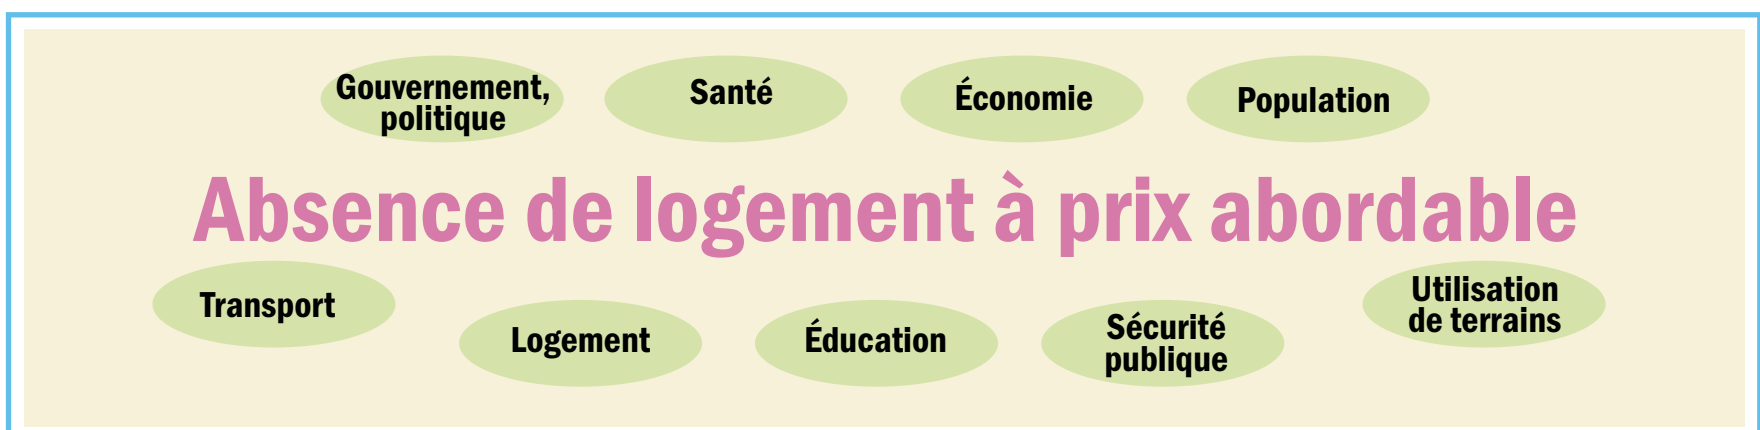 Gouvernement,
politique
Santé
Économie
Population
Absence de logement à prix abordable
Transport
Logement
Éducation
Sécurité
publique
Utilisation
de terrains